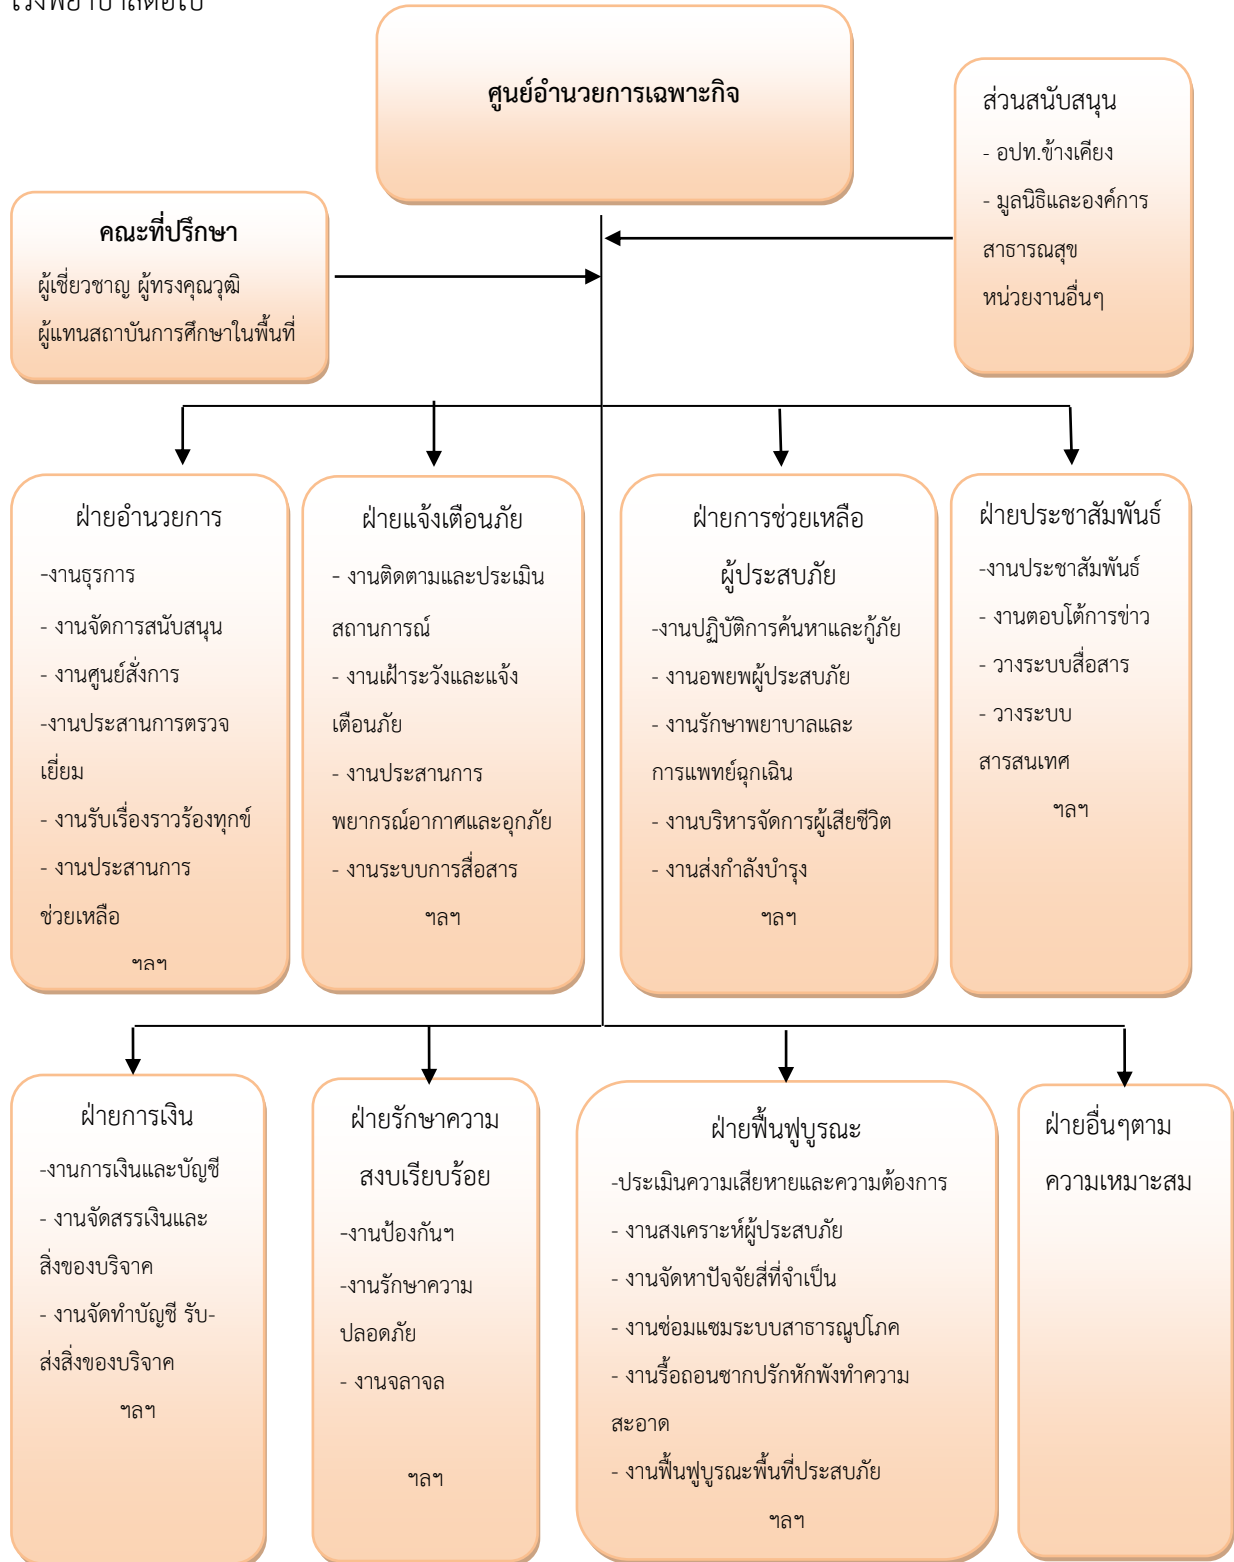 โรงพยาบาลต่อไป
ศูนย์อำนวยการเฉพาะกิจ
ส่วนสนับสนุน
- อปท.ข้างเคียง
- มูลนิธิและองค์การ
สาธารณสุข
หน่วยงานอื่นๆ
คณะที่ปรึกษา
ผู้เชี่ยวชาญ ผู้ทรงคุณวุฒิ
ผู้แทนสถาบันการศึกษาในพื้นที่
ฝ่ายอำนวยการ
-งานธุรการ
- งานจัดการสนับสนุน
- งานศูนย์สั่งการ
-งานประสานการตรวจ
เยี่ยม
- งานรับเรื่องราวร้องทุกข์
- งานประสานการ
ช่วยเหลือ
ฯลฯ
ฝ่ายแจ้งเตือนภัย
- งานติดตามและประเมิน
สถานการณ์
- งานเฝ้าระวังและแจ้ง
เตือนภัย
- งานประสานการ
พยากรณ์อากาศและอุกภัย
- งานระบบการสื่อสาร
ฯลฯ
ฝ่ายการช่วยเหลือ
ผู้ประสบภัย
-งานปฏิบัติการค้นหาและกู้ภัย
- งานอพยพผู้ประสบภัย
- งานรักษาพยาบาลและ
การแพทย์ฉุกเฉิน
- งานบริหารจัดการผู้เสียชีวิต
- งานส่งกำลังบำรุง
ฯลฯ
ฝ่ายประชาสัมพันธ์
-งานประชาสัมพันธ์
- งานตอบโต้การข่าว
- วางระบบสื่อสาร
- วางระบบ
สารสนเทศ
ฯลฯ
ฝ่ายการเงิน
-งานการเงินและบัญชี
- งานจัดสรรเงินและ
สิ่งของบริจาค
- งานจัดทำบัญชี รับ-
ส่งสิ่งของบริจาค
ฯลฯ
ฝ่ายรักษาความ
สงบเรียบร้อย
-งานป้องกันฯ
-งานรักษาความ
ปลอดภัย
- งานจลาจล
ฯลฯ
ฝ่ายฟื้นฟูบูรณะ
-ประเมินความเสียหายและความต้องการ
- งานสงเคราะห์ผู้ประสบภัย
- งานจัดหาปัจจัยสี่ที่จำเป็น
- งานซ่อมแซมระบบสาธารณูปโภค
- งานรื้อถอนซากปรักหักพังทำความ
สะอาด
- งานฟื้นฟูบูรณะพื้นที่ประสบภัย
ฯลฯ
ฝ่ายอื่นๆตาม
ความเหมาะสม